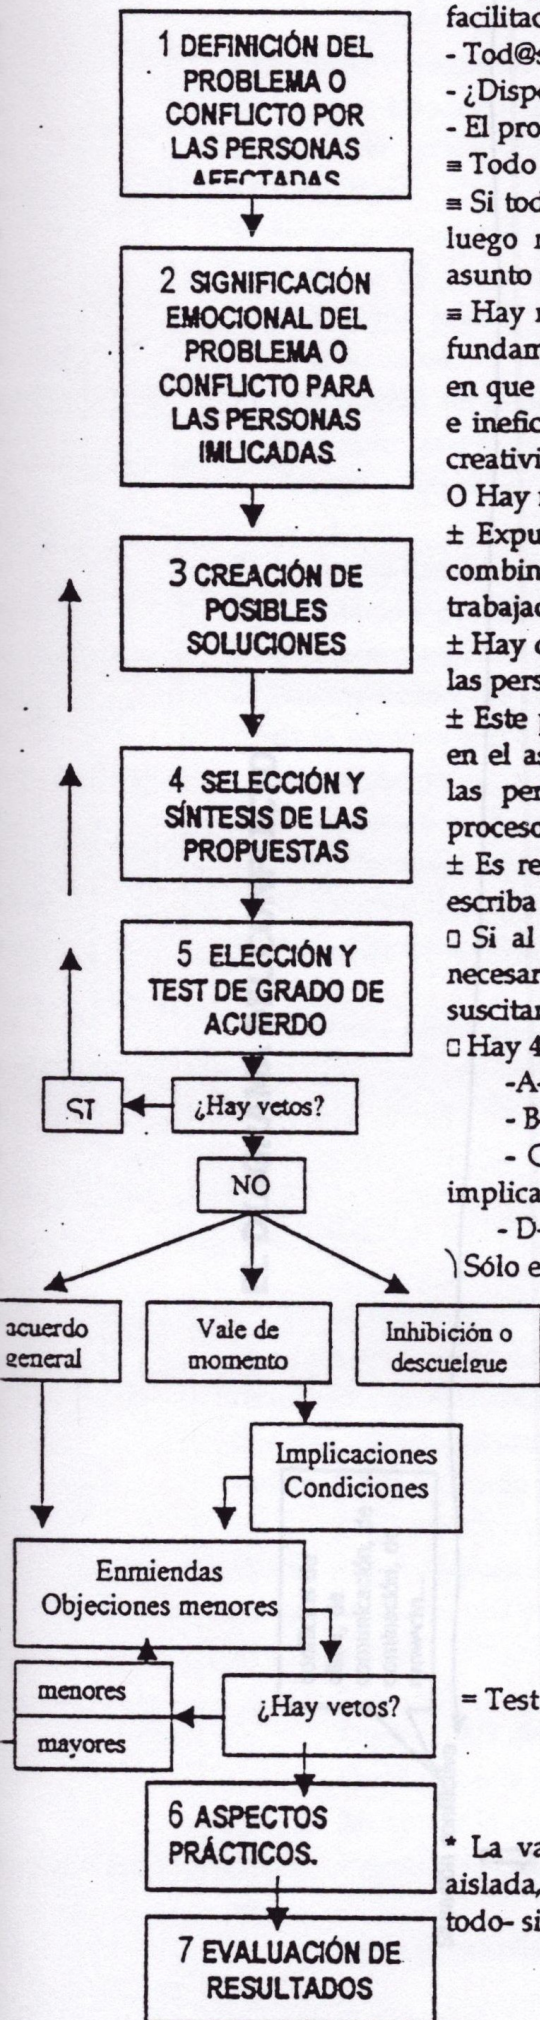 1 DEFINICIÓN DEL
PROBLEMA O
CONFLICTO POR
LAS PERSONAS
AFECTADAS
2 SIGNIFICACIÓN
EMOCIONAL DEL
PROBLEMA O
CONFLICTO PARA
LAS PERSONAS
IMLICADAS
3 CREACIÓN DE
POSIBLES
SOLUCIONES
4 SELECCIÓN Y
SÍNTESIS DE LAS
PROPUESTAS
5 ELECCIÓN Y
TEST DE GRADO DE
ACUERDO
SI
¿Hay vetos?
NO
acuerdo
general
Vale de
momento
Inhibición o
descuelgue
Implicaciones
Condiciones
Enmiendas
Objeciones menores
menores
mayores
¿Hay vetos?
6 ASPECTOS
PRÁCTICOS.
7 EVALUACIÓN DE
RESULTADOS
facilitac
- Tod@s
- ¿Dispo
- El pro
≡ Todo
≡ Si tod
luego
asunto
≡ Hay
fundam
en que
e inefic
creativi
O Hay
± Expu
combin
trabajad
± Hay
las pers
± Este
en el as
las per
proceso
± Es re
escriba
□ Si al
necesar
suscitar
□ Hay 4
-A-
- B
- C
implica
- D-
) Sólo e
= Test
* La va
aislada,
todo- si